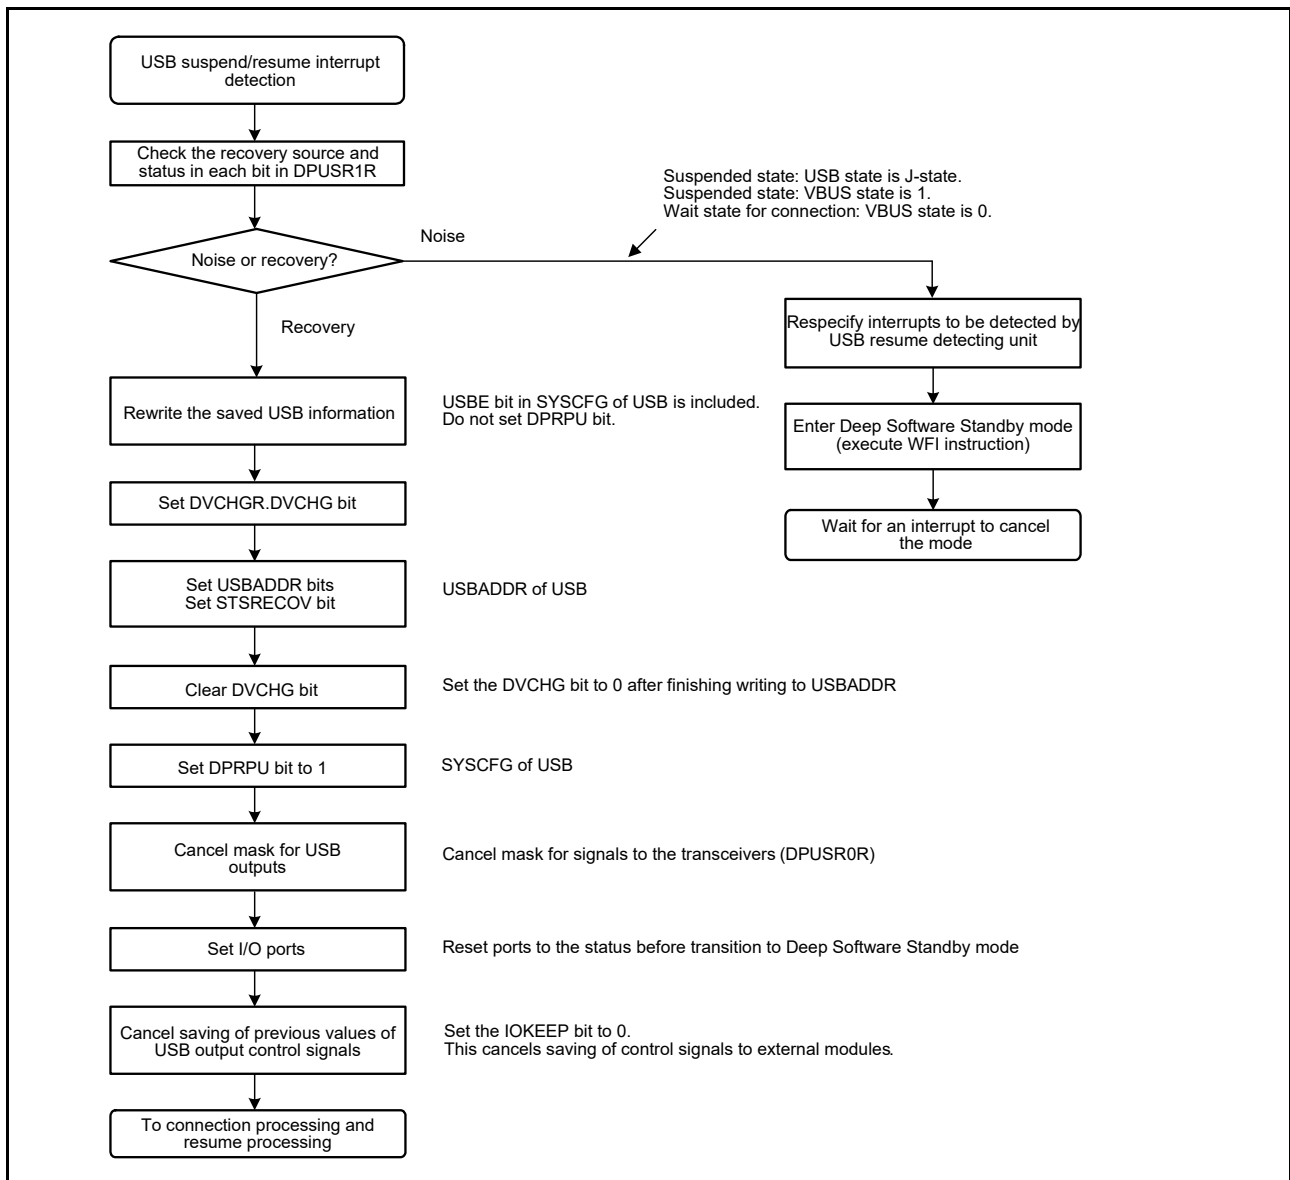 USB suspend/resume interrupt
detection
Check the recovery source and
status in each bit in DPUSR1R
Suspended state: USB state is J-state.
Suspended state: VBUS state is 1.
Wait state for connection: VBUS state is 0.
Noise
Noise or recovery?
Recovery
Respecify interrupts to be detected by
USB resume detecting unit
Enter Deep Software Standby mode
(execute WFI instruction)
Wait for an interrupt to cancel
the mode
Rewrite the saved USB information
USBE bit in SYSCFG of USB is included.
Do not set DPRPU bit.
Set DVCHGR.DVCHG bit
Set USBADDR bits
Set STSRECOV bit
USBADDR of USB
Clear DVCHG bit
Set the DVCHG bit to 0 after finishing writing to USBADDR
Set DPRPU bit to 1
SYSCFG of USB
Cancel mask for USB
outputs
Cancel mask for signals to the transceivers (DPUSR0R)
Set I/O ports
Reset ports to the status before transition to Deep Software Standby mode
Cancel saving of previous values of
USB output control signals
Set the IOKEEP bit to 0.
This cancels saving of control signals to external modules.
To connection processing and
resume processing